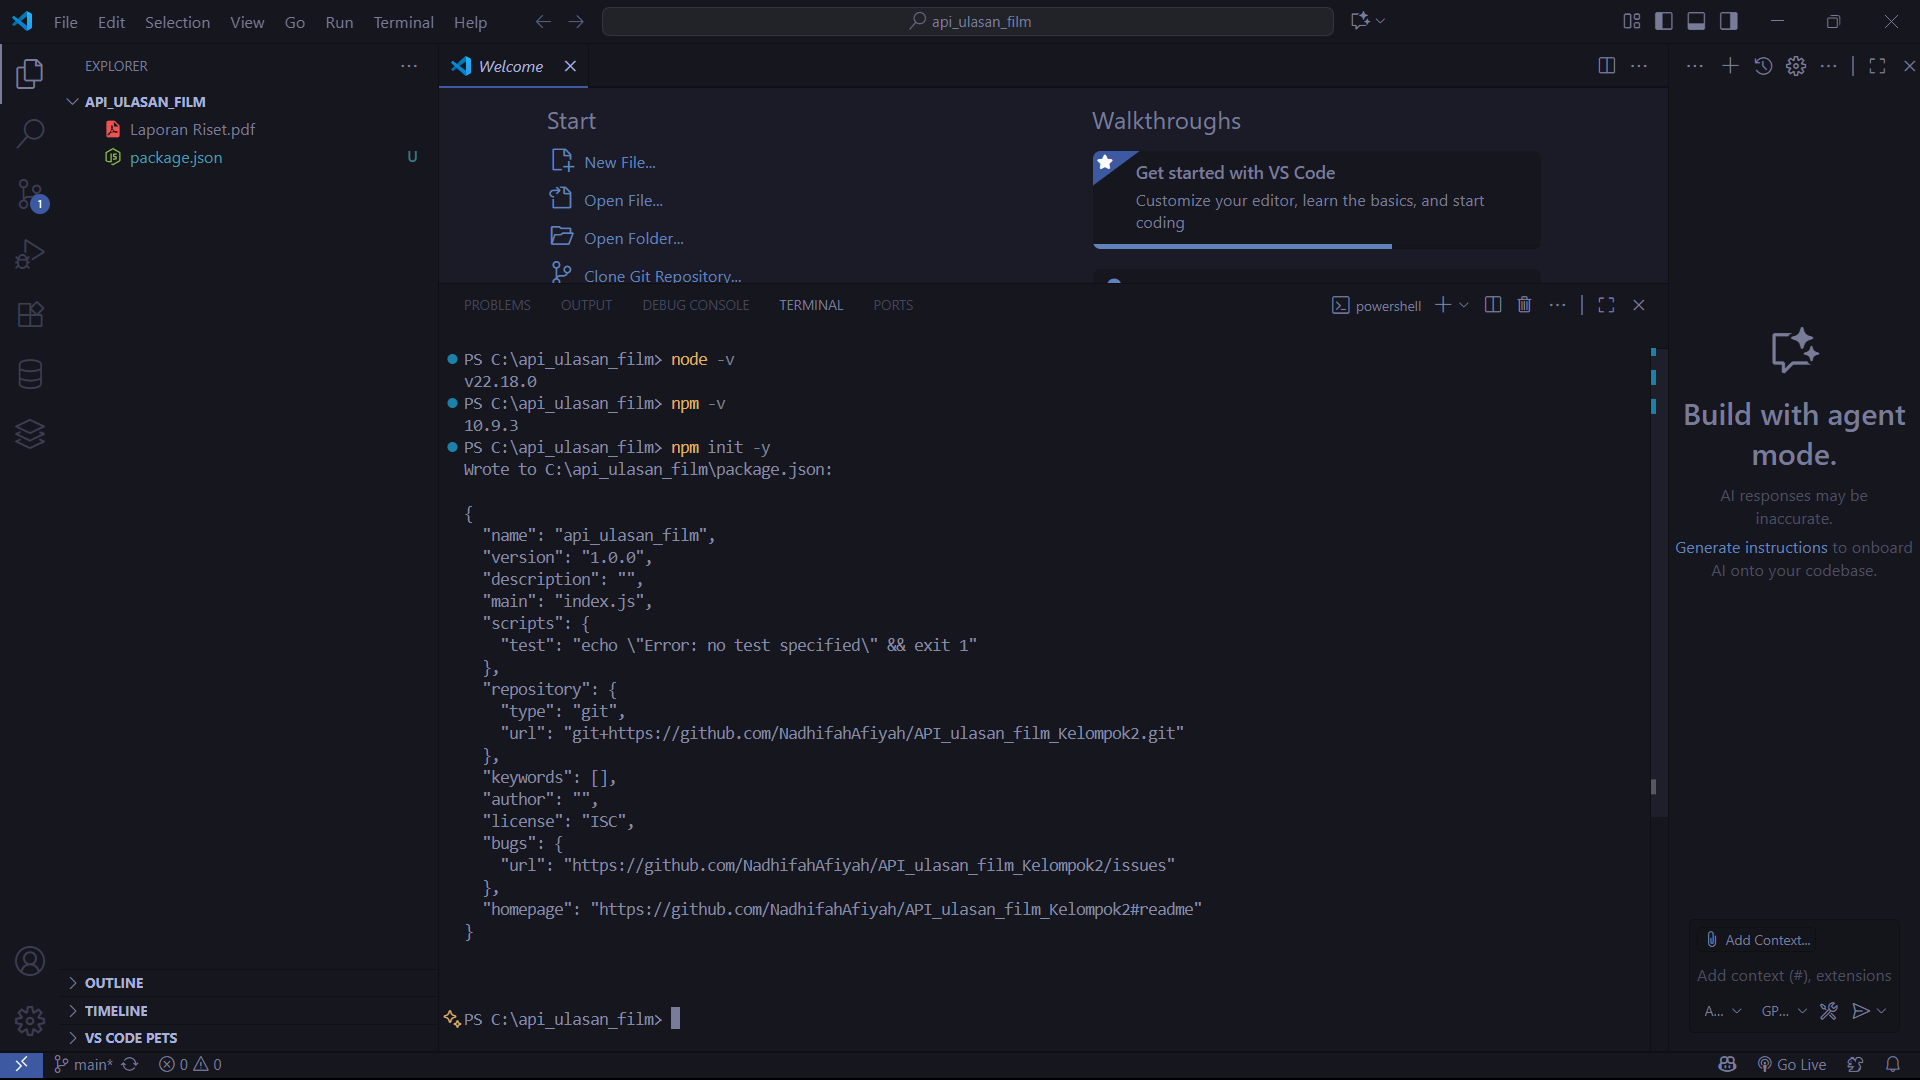 File Edit Selection View Go Run Terminal Help
api_ulasan_film
EXPLORER
API_ULASAN_FILM
Laporan Riset.pdf
package.json U
1
OUTLINE
TIMELINE
VS CODE PETS
Welcome
Start
New File...
Open File...
Open Folder...
Clone Git Repository...
Walkthroughs
Get started with VS Code
Customize your editor, learn the basics, and start
coding
PROBLEMS OUTPUT DEBUG CONSOLE TERMINAL PORTS
powershell
PS C:\api_ulasan_film> node -v
v22.18.0
PS C:\api_ulasan_film> npm -v
10.9.3
PS C:\api_ulasan_film> npm init -y
Wrote to C:\api_ulasan_film\package.json:
{
"name": "api_ulasan_film",
"version": "1.0.0",
"description": "",
"main": "index.js",
"scripts": {
"test": "echo \"Error: no test specified\" && exit 1"
},
"repository": {
"type": "git",
"url": "git+https://github.com/NadhifahAfiyah/API_ulasan_film_Kelompok2.git"
},
"keywords": [],
"author": "",
"license": "ISC",
"bugs": {
"url": "https://github.com/NadhifahAfiyah/API_ulasan_film_Kelompok2/issues"
},
"homepage": "https://github.com/NadhifahAfiyah/API_ulasan_film_Kelompok2#readme"
}
PS C:\api_ulasan_film>
Build with agent
mode.
AI responses may be
inaccurate.
Generate instructions to onboard
AI onto your codebase.
Add Context...
Add context (#), extensions
A... GP...
main* 0 0
Go Live